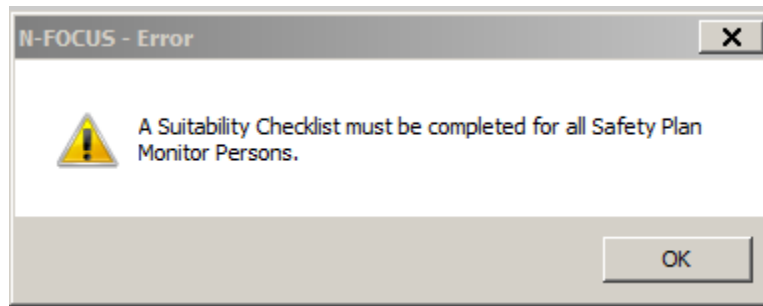 N-FOCUS - Error
A Suitability Checklist must be completed for all Safety Plan
Monitor Persons.
OK